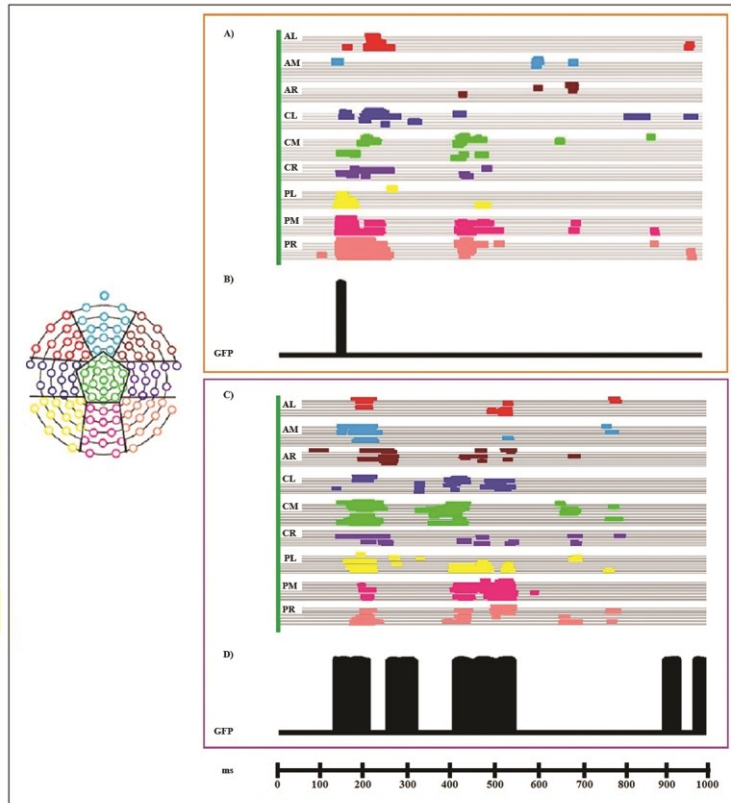 A)
AL
AM
AR
CL
CM
CR
PL
PM
PR
B)
GFP
C)
AL
AM
AR
CL
CM
CR
PL
PM
PR
D)
GFP
ms
0 100 200 300 400 500 600 700 800 900 1000